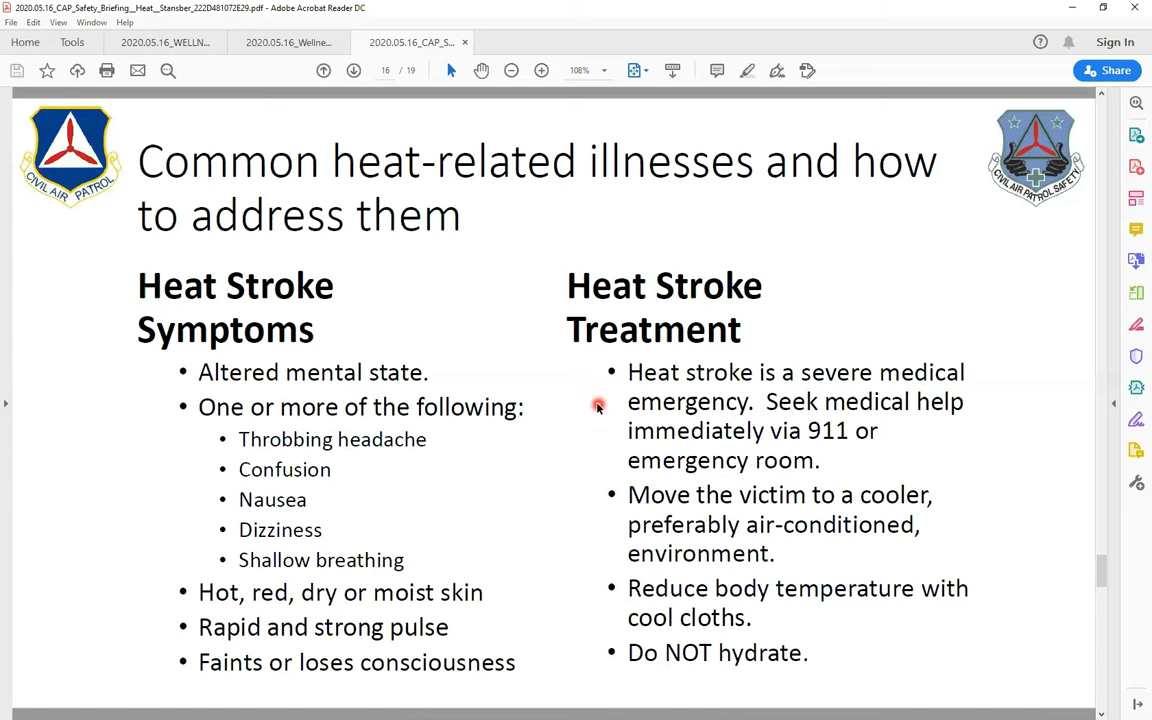 2020.05.16_CAP_Safety_Briefing__Heat__Stansber_222D481072E29.pdf - Adobe Acrobat Reader DC
File Edit View Window Help
Home Tools 2020.05.16_WELLN... 2020.05.16_Wellne... 2020.05.16_CAP_S... ×
Sign In
16 / 19 108% Share
CIVIL AIR PATROL
CIVIL AIR PATROL SAFETY
Common heat-related illnesses and how
to address them
Heat Stroke
Symptoms
• Altered mental state.
• One or more of the following:
• Throbbing headache
• Confusion
• Nausea
• Dizziness
• Shallow breathing
• Hot, red, dry or moist skin
• Rapid and strong pulse
• Faints or loses consciousness
Heat Stroke
Treatment
• Heat stroke is a severe medical
emergency.  Seek medical help
immediately via 911 or
emergency room.
• Move the victim to a cooler,
preferably air-conditioned,
environment.
• Reduce body temperature with
cool cloths.
• Do NOT hydrate.